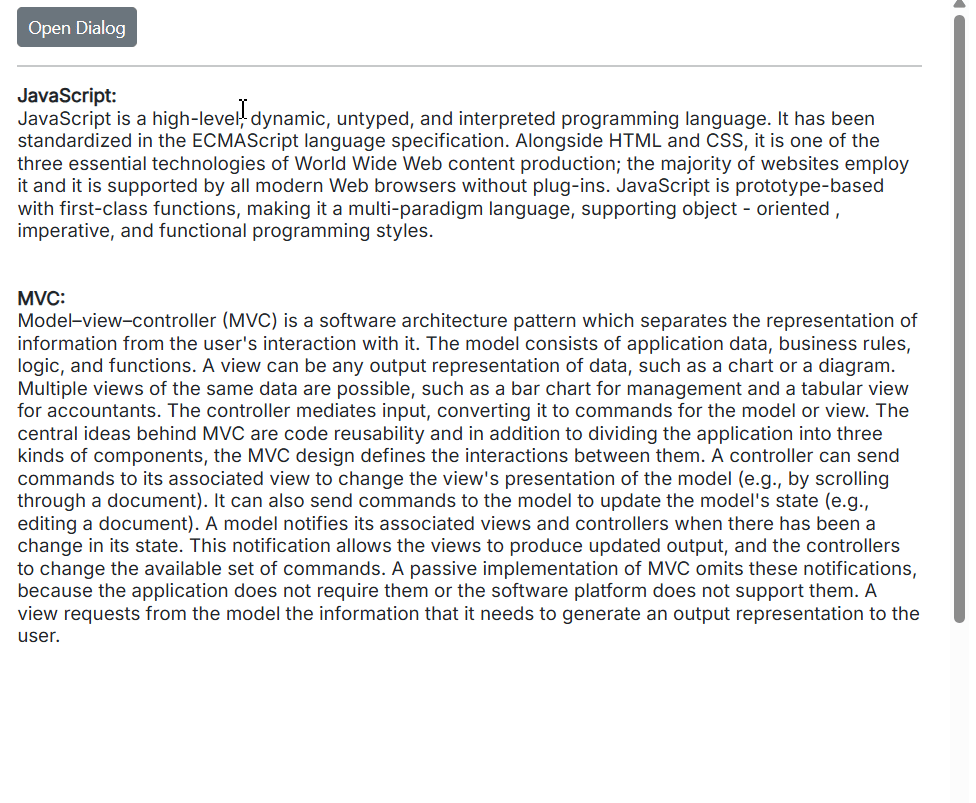 Open Dialog
JavaScript:
JavaScript is a high-level, dynamic, untyped, and interpreted programming language. It has been
standardized in the ECMAScript language specification. Alongside HTML and CSS, it is one of the
three essential technologies of World Wide Web content production; the majority of websites employ
it and it is supported by all modern Web browsers without plug-ins. JavaScript is prototype-based
with first-class functions, making it a multi-paradigm language, supporting object - oriented ,
imperative, and functional programming styles.
MVC:
Model–view–controller (MVC) is a software architecture pattern which separates the representation of
information from the user's interaction with it. The model consists of application data, business rules,
logic, and functions. A view can be any output representation of data, such as a chart or a diagram.
Multiple views of the same data are possible, such as a bar chart for management and a tabular view
for accountants. The controller mediates input, converting it to commands for the model or view. The
central ideas behind MVC are code reusability and in addition to dividing the application into three
kinds of components, the MVC design defines the interactions between them. A controller can send
commands to its associated view to change the view's presentation of the model (e.g., by scrolling
through a document). It can also send commands to the model to update the model's state (e.g.,
editing a document). A model notifies its associated views and controllers when there has been a
change in its state. This notification allows the views to produce updated output, and the controllers
to change the available set of commands. A passive implementation of MVC omits these notifications,
because the application does not require them or the software platform does not support them. A
view requests from the model the information that it needs to generate an output representation to the
user.